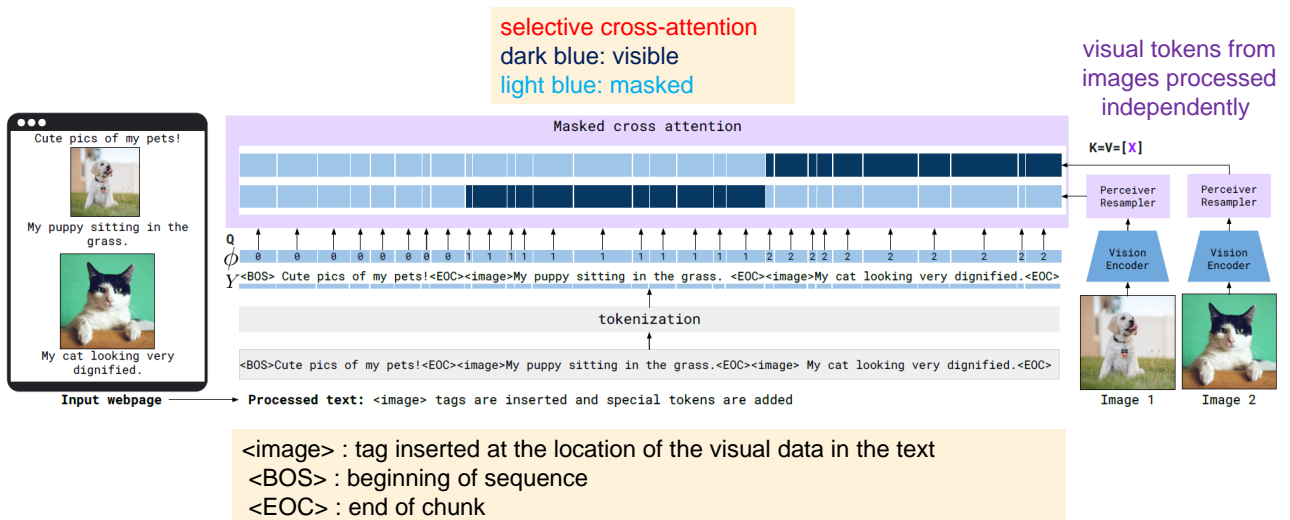 selective cross-attention
dark blue: visible
light blue: masked
visual tokens from
images processed
independently
Cute pics of my pets!
My puppy sitting in the
grass.
My cat looking very
dignified.
Input webpage
Masked cross attention
K=V=[X]
Perceiver
Resampler
Perceiver
Resampler
Vision
Encoder
Vision
Encoder
Image 1
Image 2
Q
ϕ 0 0 0 0 0 0 0 0 1 1 1 1 1 1 1 1 1 1 2 2 2 2 2 2 2 2 2 2
Y <BOS> Cute pics of my pets!<EOC><image>My puppy sitting in the grass. <EOC><image>My cat looking very dignified.<EOC>
tokenization
<BOS>Cute pics of my pets!<EOC><image>My puppy sitting in the grass.<EOC><image> My cat looking very dignified.<EOC>
Processed text: <image> tags are inserted and special tokens are added
<image> : tag inserted at the location of the visual data in the text
<BOS> : beginning of sequence
<EOC> : end of chunk